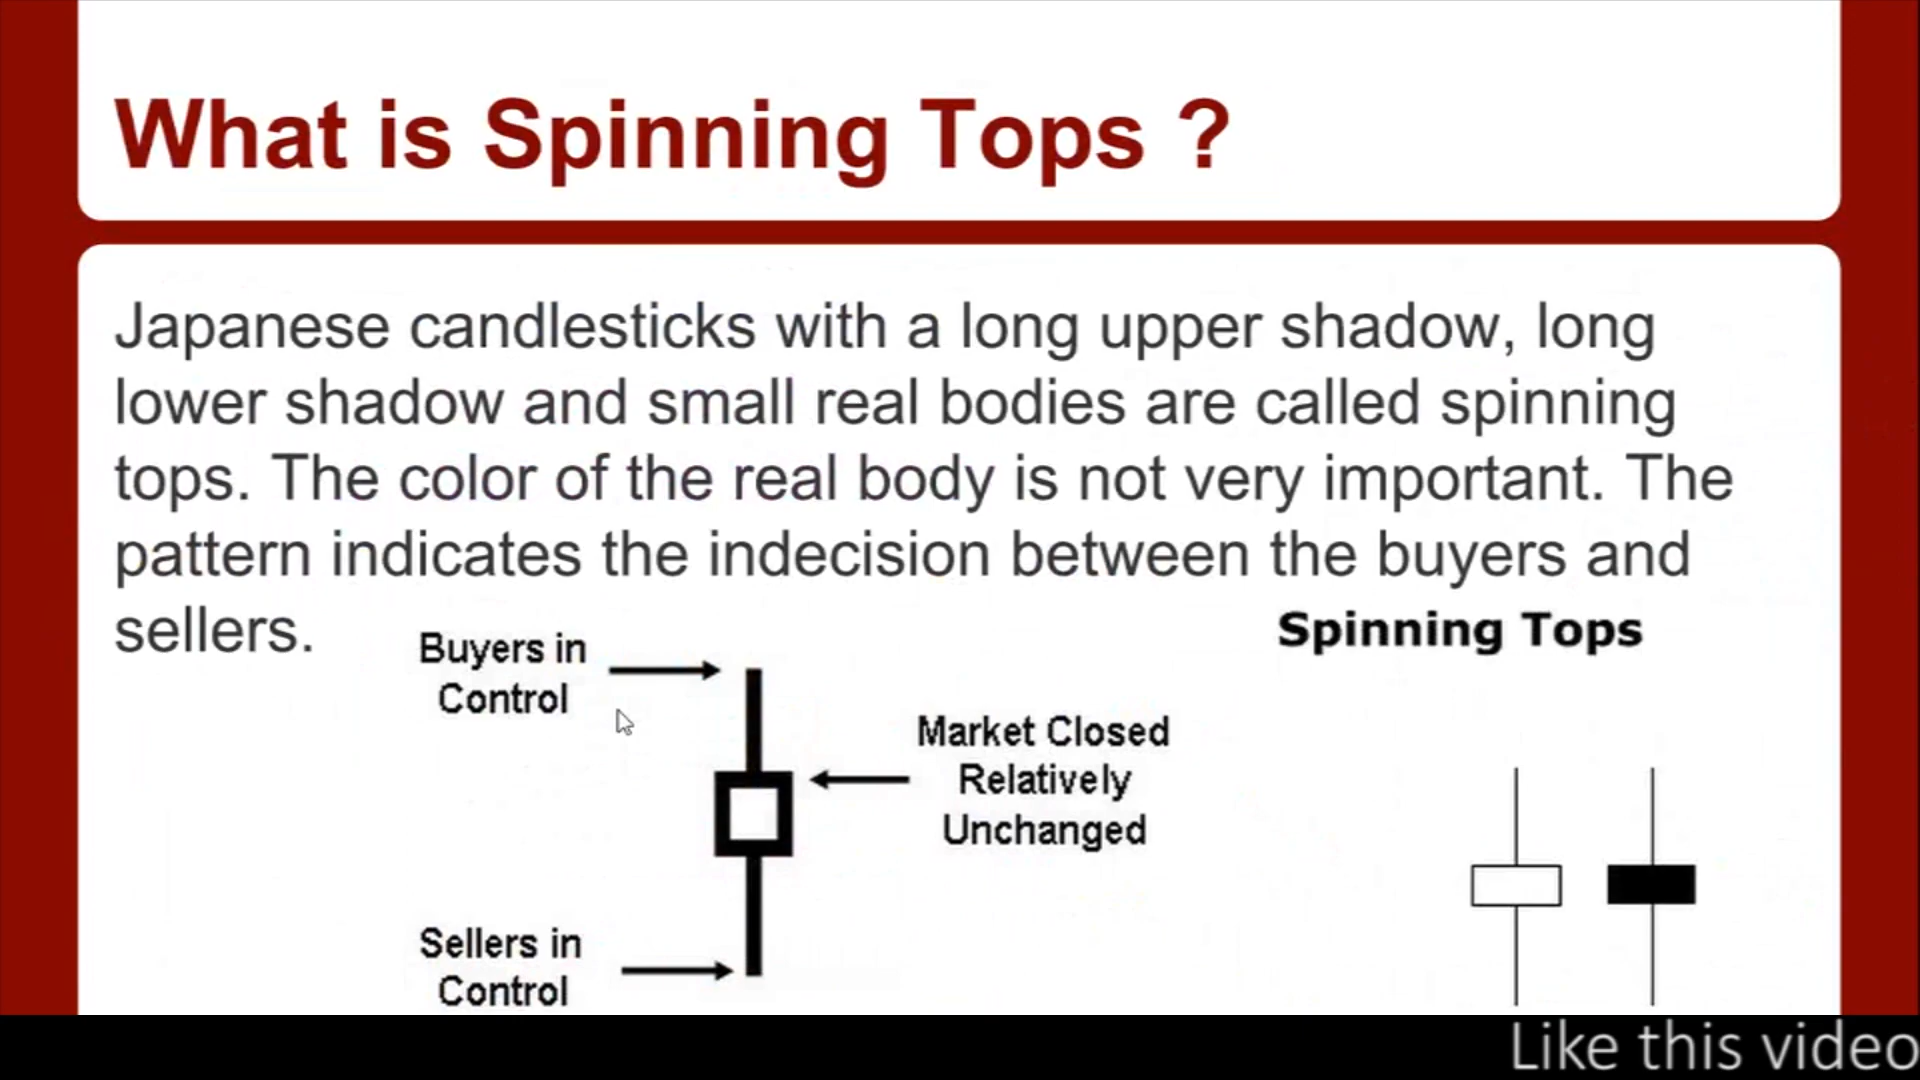 What is Spinning Tops ?
Japanese candlesticks with a long upper shadow, long
lower shadow and small real bodies are called spinning
tops. The color of the real body is not very important. The
pattern indicates the indecision between the buyers and
sellers.
Buyers in
Control
Market Closed
Relatively
Unchanged
Sellers in
Control
Spinning Tops
Like this video